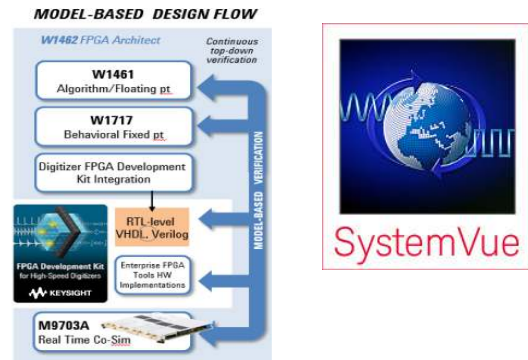 MODEL-BASED DESIGN FLOW
W1462 FPGA Architect
Continuous
top-down
verification
W1461
Algorithm/Floating pt
W1717
Behavioral Fixed pt
Digitizer FPGA Development
Kit Integration
RTL-level
VHDL, Verilog
FPGA Development Kit
for High-Speed Digitizers
KEYSIGHT
Enterprise FPGA
Tools HW
Implementations
M9703A
Real Time Co-Sim
MODEL-BASED VERIFICATION
SystemVue